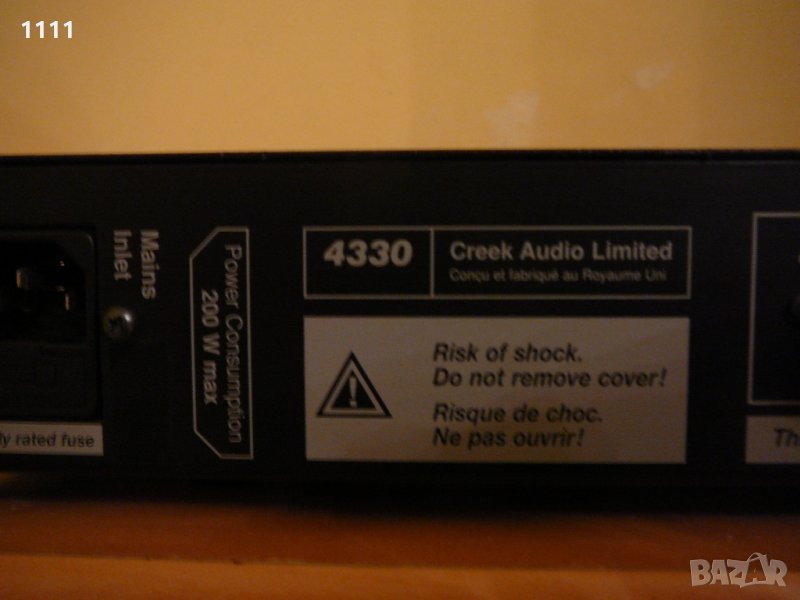 1111
Mains
Inlet
Power Consumption
200 W max
4330
Creek Audio Limited
Conçu et fabriqué au Royaume Uni
Risk of shock.
Do not remove cover!
Risque de choc.
Ne pas ouvrir!
rated fuse
BAZAR